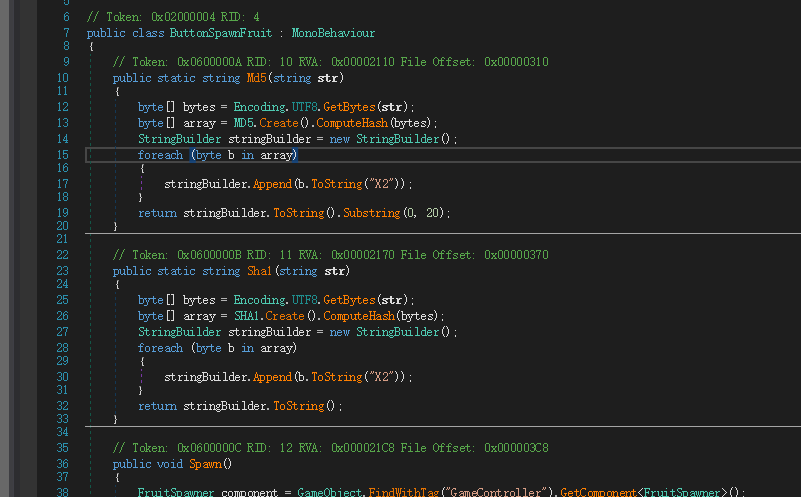 5
6 // Token: 0x02000004 RID: 4
7 public class ButtonSpawnFruit : MonoBehaviour
8 {
9 // Token: 0x0600000A RID: 10 RVA: 0x00002110 File Offset: 0x00000310
10 public static string Md5(string str)
11 {
12 byte[] bytes = Encoding.UTF8.GetBytes(str);
13 byte[] array = MD5.Create().ComputeHash(bytes);
14 StringBuilder stringBuilder = new StringBuilder();
15 foreach (byte b in array)
16 {
17 stringBuilder.Append(b.ToString("X2"));
18 }
19 return stringBuilder.ToString().Substring(0, 20);
20 }
21
22 // Token: 0x0600000B RID: 11 RVA: 0x00002170 File Offset: 0x00000370
23 public static string Sha1(string str)
24 {
25 byte[] bytes = Encoding.UTF8.GetBytes(str);
26 byte[] array = SHA1.Create().ComputeHash(bytes);
27 StringBuilder stringBuilder = new StringBuilder();
28 foreach (byte b in array)
29 {
30 stringBuilder.Append(b.ToString("X2"));
31 }
32 return stringBuilder.ToString();
33 }
34
35 // Token: 0x0600000C RID: 12 RVA: 0x000021C8 File Offset: 0x000003C8
36 public void Spawn()
37 {
38 FruitSpawner component = GameObject.FindWithTag("GameController").GetComponent<FruitSpawner>();